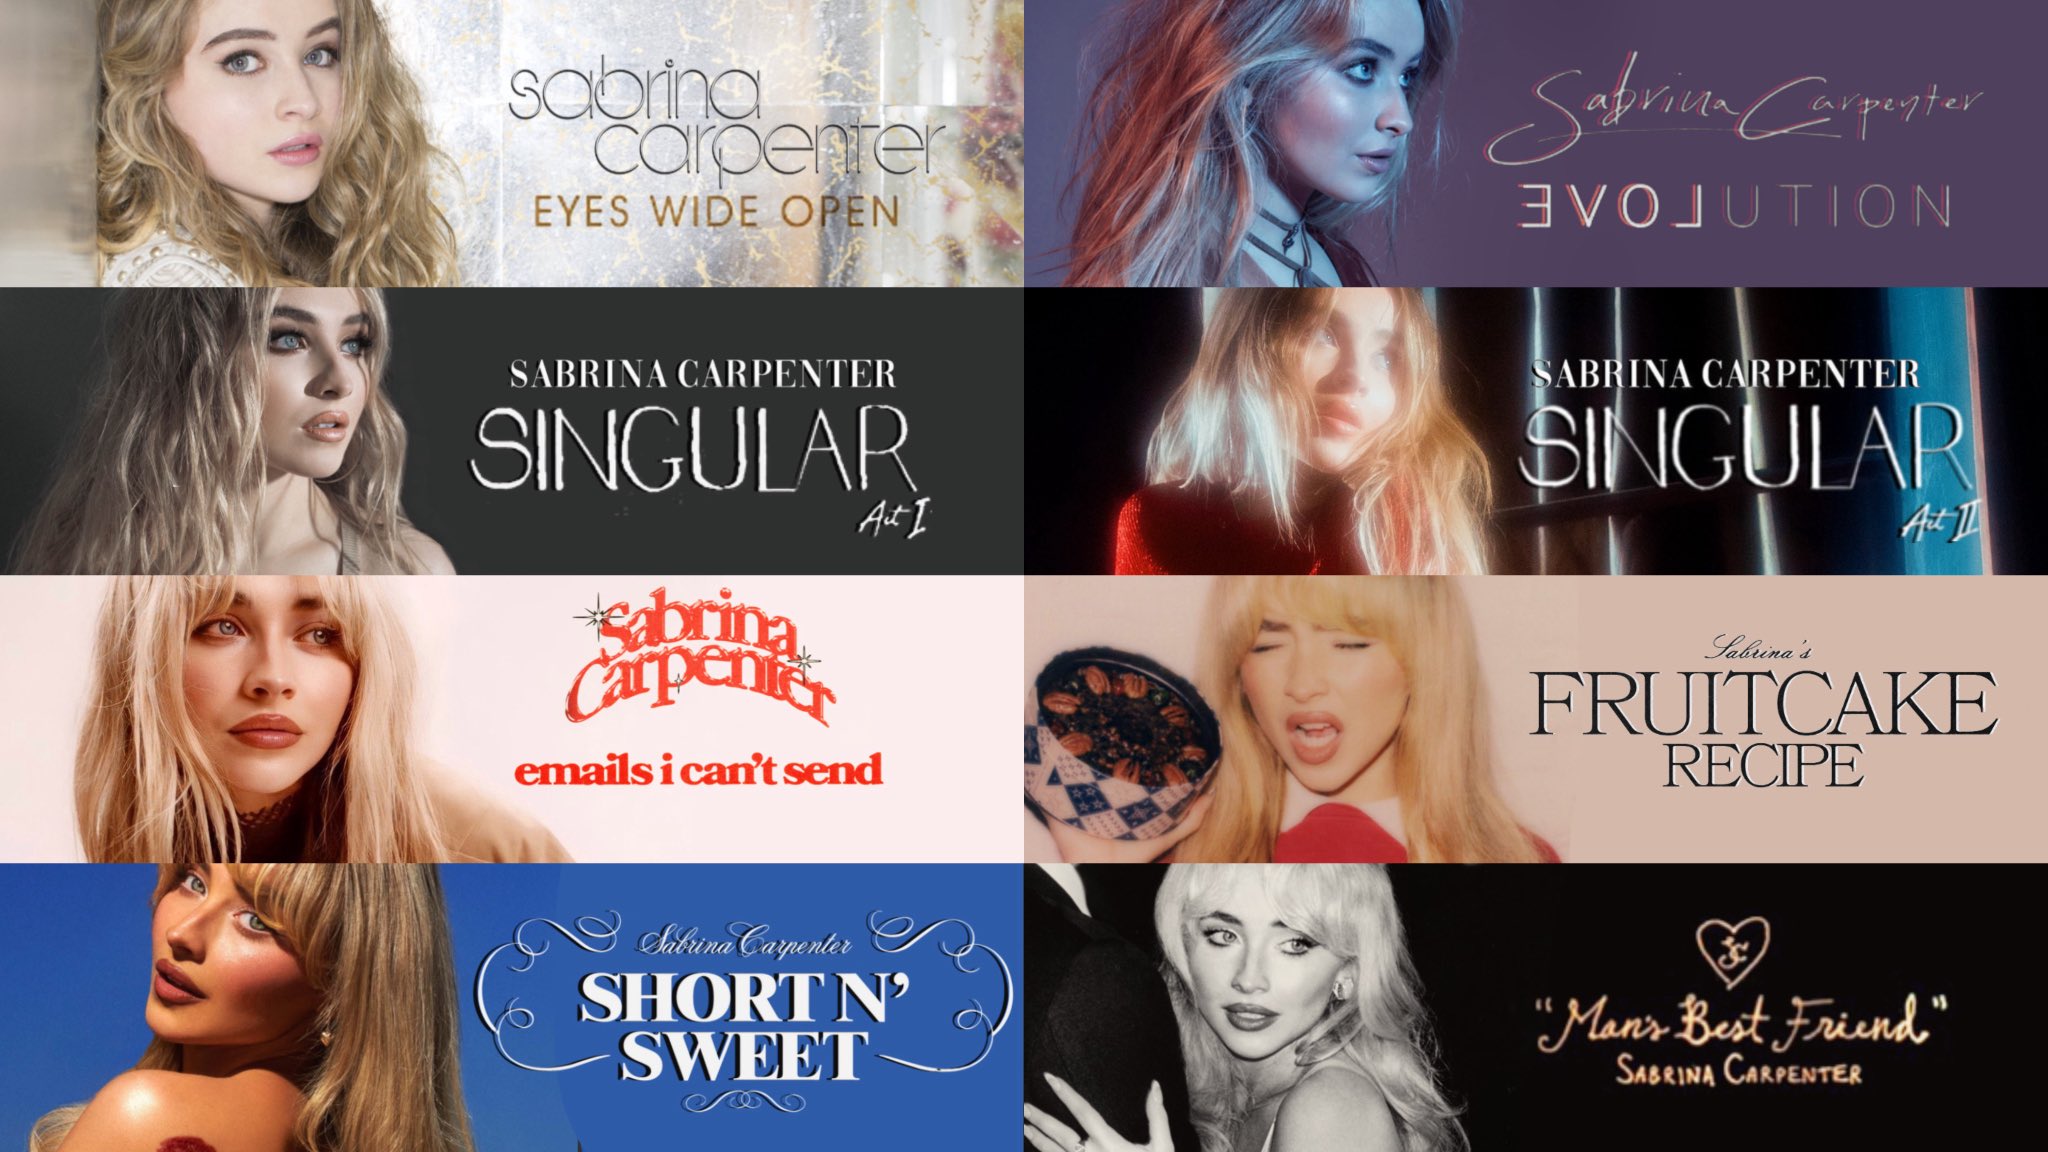 sabrina
carpenter
EYES WIDE OPEN
Sabrina Carpenter
EVOLUTION
SABRINA CARPENTER
SINGULAR
Act I
SABRINA CARPENTER
SINGULAR
Act II
Sabrina
Carpenter
emails i can't send
Sabrina's
FRUITCAKE
RECIPE
Sabrina Carpenter
SHORT N'
SWEET
SC
"Man's Best Friend"
SABRINA CARPENTER